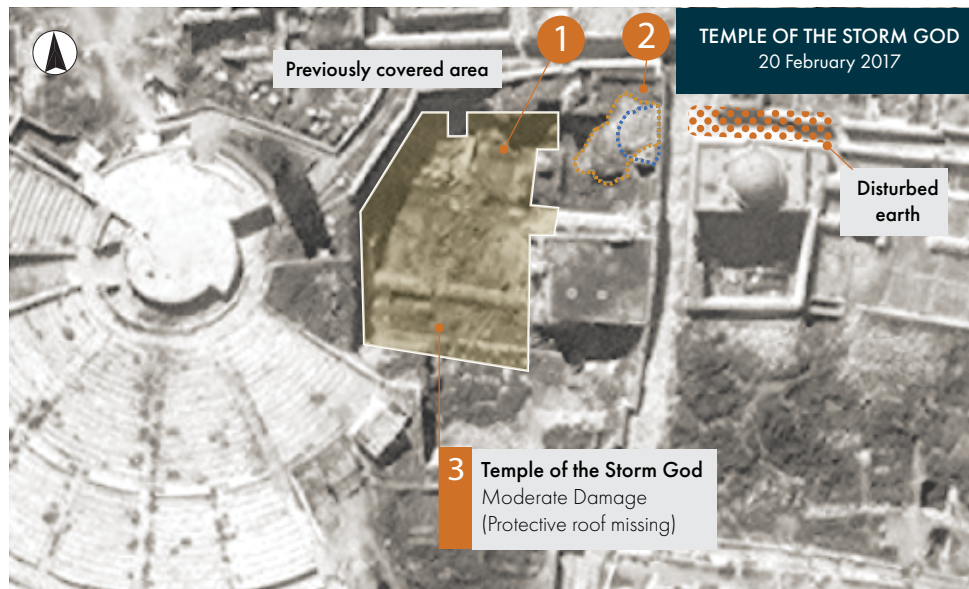 TEMPLE OF THE STORM GOD
20 February 2017
1
2
Previously covered area
Disturbed
earth
3
Temple of the Storm God
Moderate Damage
(Protective roof missing)